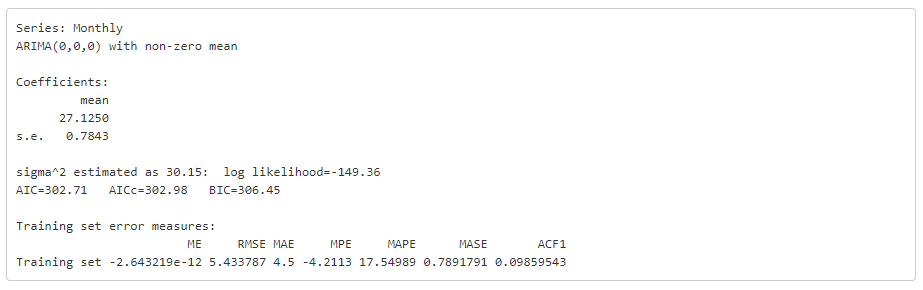 Series: Monthly
ARIMA(0,0,0) with non-zero mean
Coefficients:
mean
27.1250
s.e. 0.7843
sigma^2 estimated as 30.15: log likelihood=-149.36
AIC=302.71 AICc=302.98 BIC=306.45
Training set error measures:
ME RMSE MAE MPE MAPE MASE ACF1
Training set -2.643219e-12 5.433787 4.5 -4.2113 17.54989 0.7891791 0.09859543